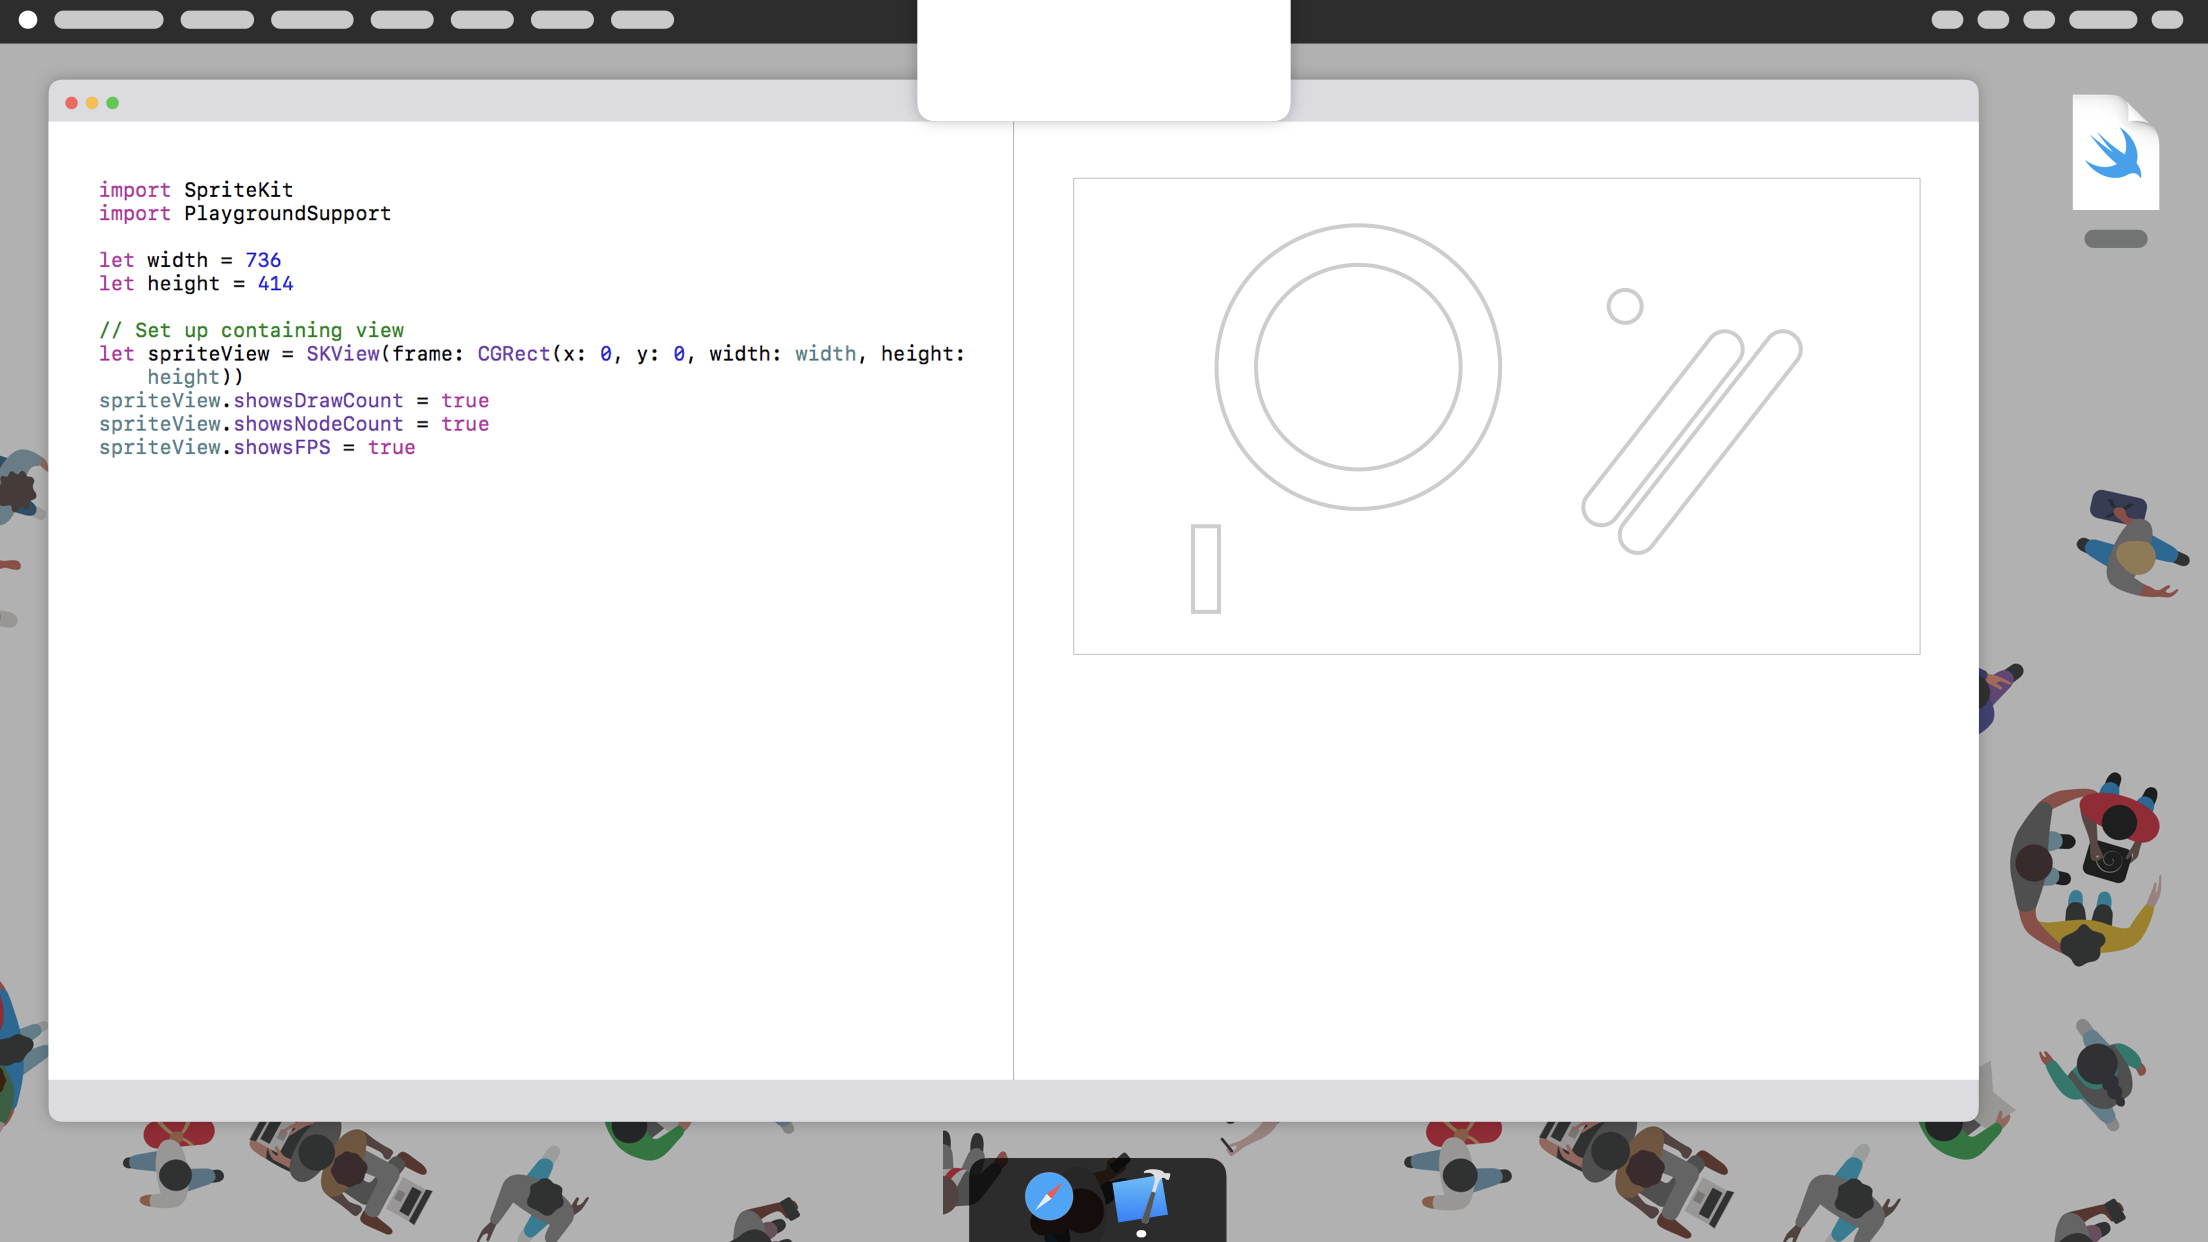 import SpriteKit
import PlaygroundSupport
let width = 736
let height = 414
// Set up containing view
let spriteView = SKView(frame: CGRect(x: 0, y: 0, width: width, height:
height))
spriteView.showsDrawCount = true
spriteView.showsNodeCount = true
spriteView.showsFPS = true